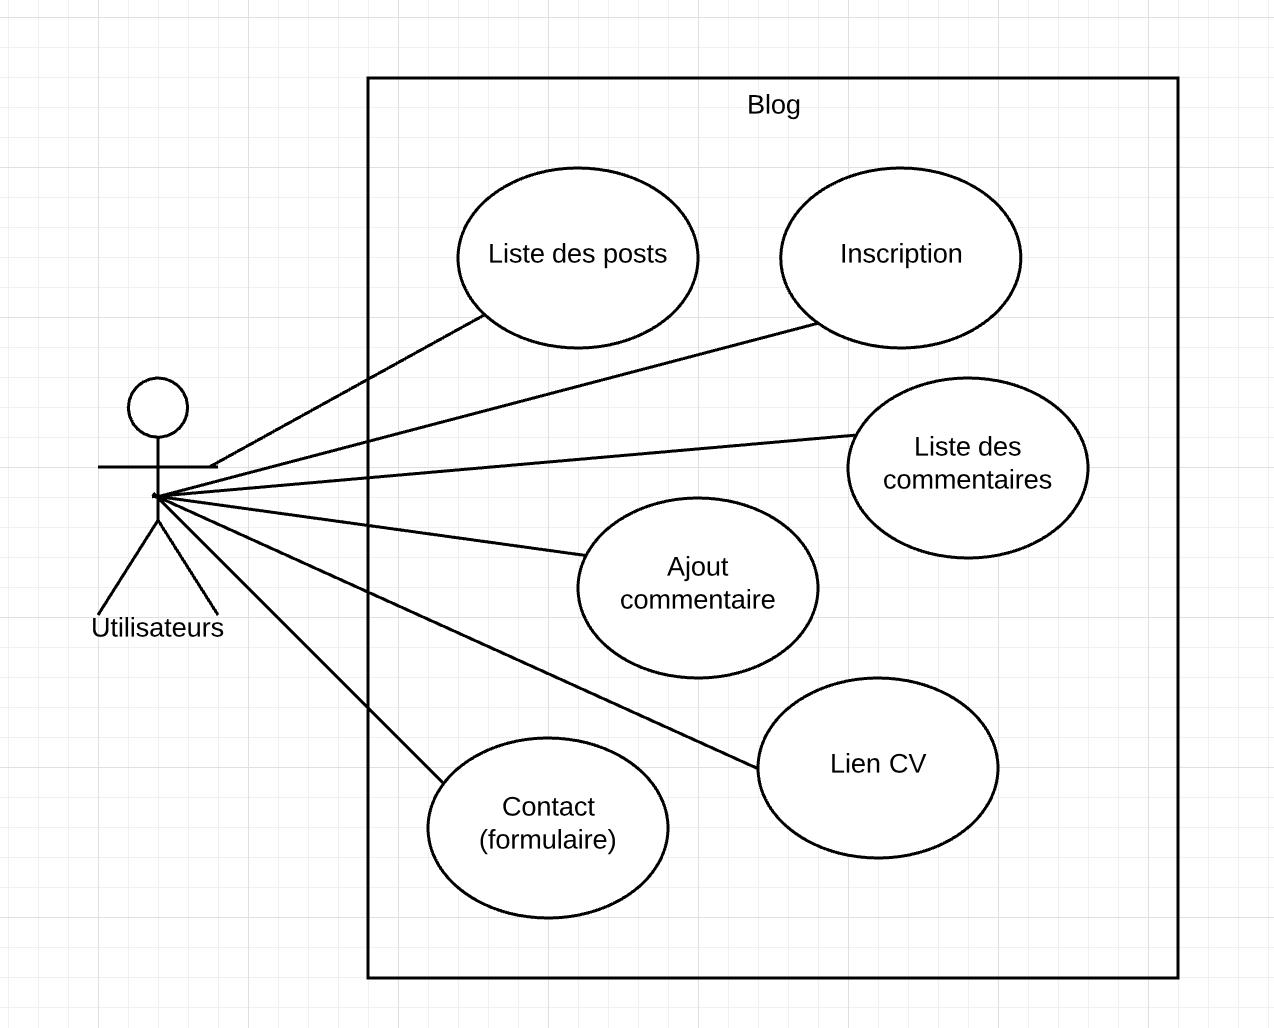 Blog
Liste des posts
Inscription
Liste des
commentaires
Ajout
commentaire
Utilisateurs
Lien CV
Contact
(formulaire)